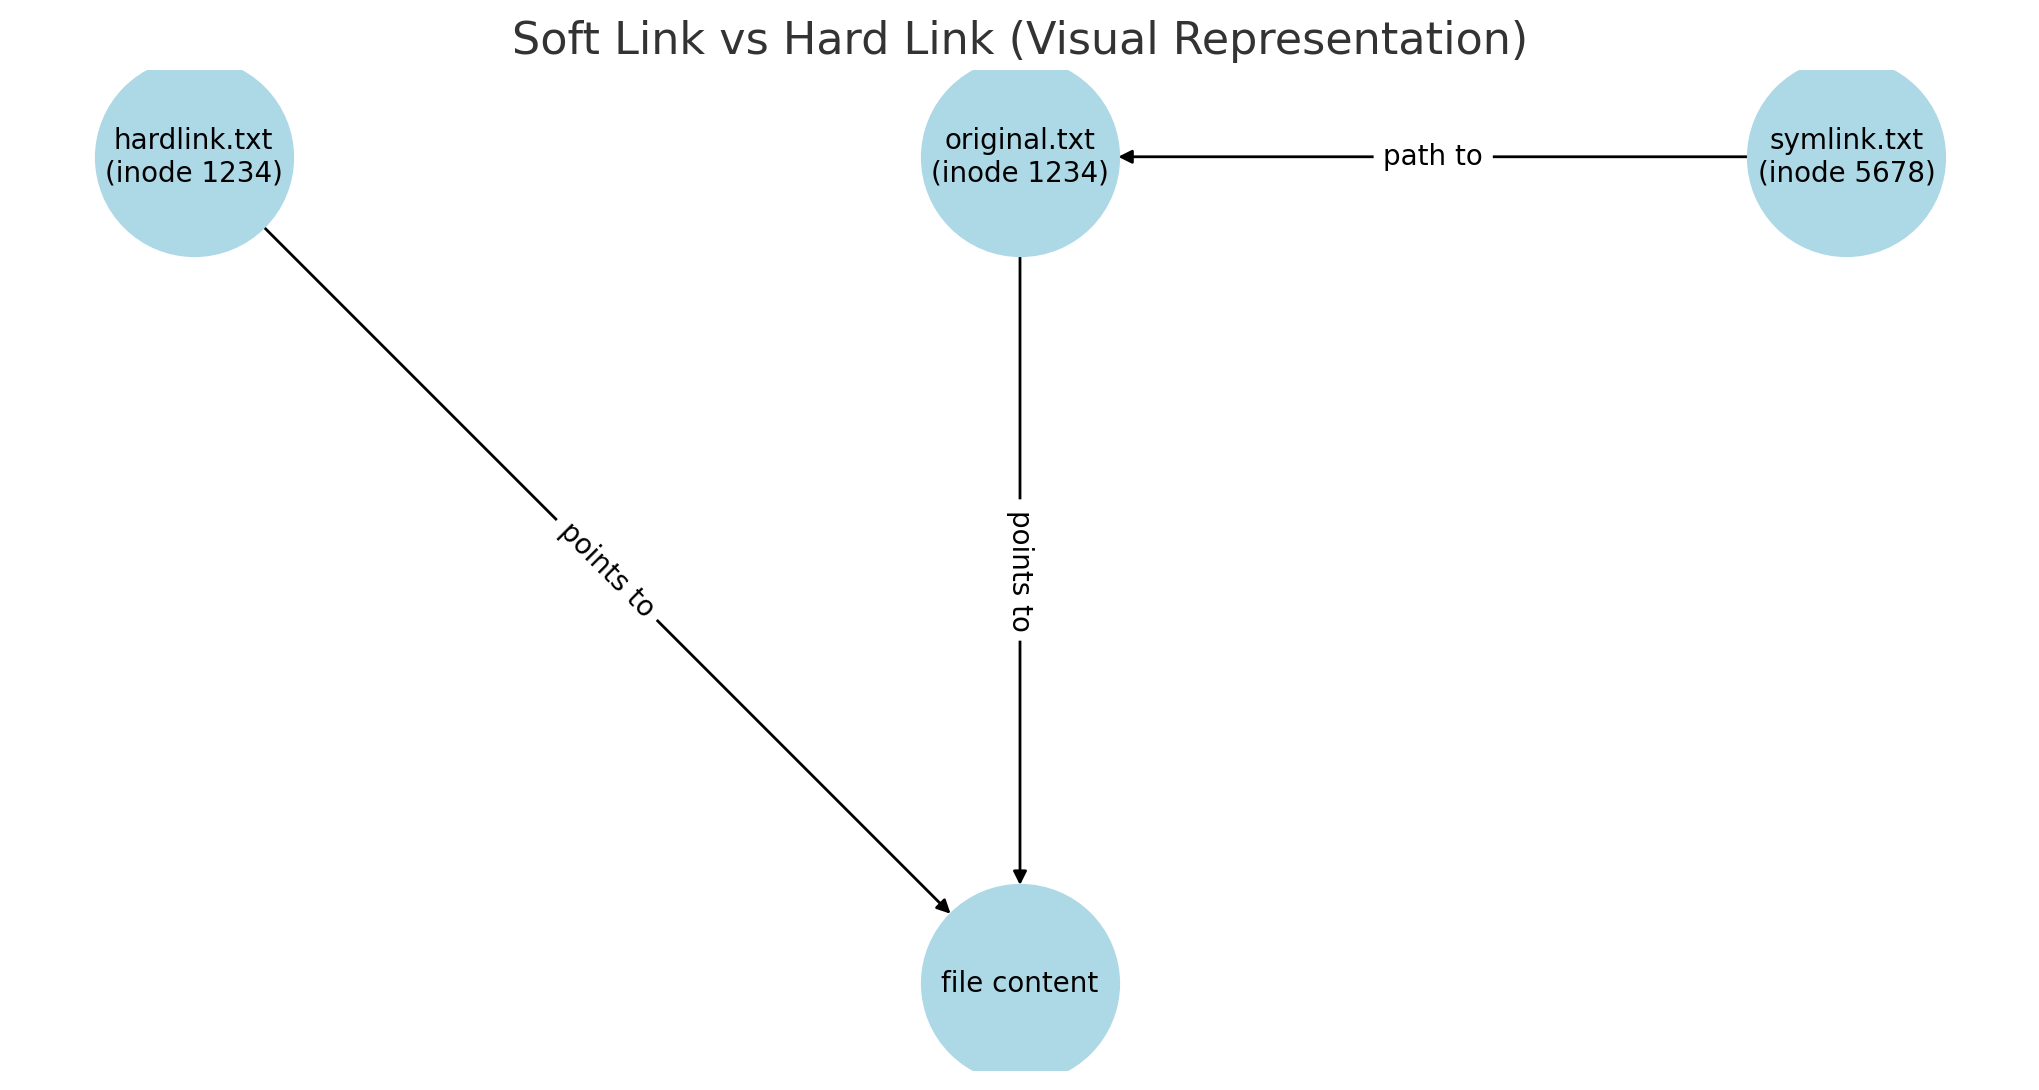 Soft Link vs Hard Link (Visual Representation)
hardlink.txt
(inode 1234)
original.txt
(inode 1234)
path to
symlink.txt
(inode 5678)
points to
points to
file content